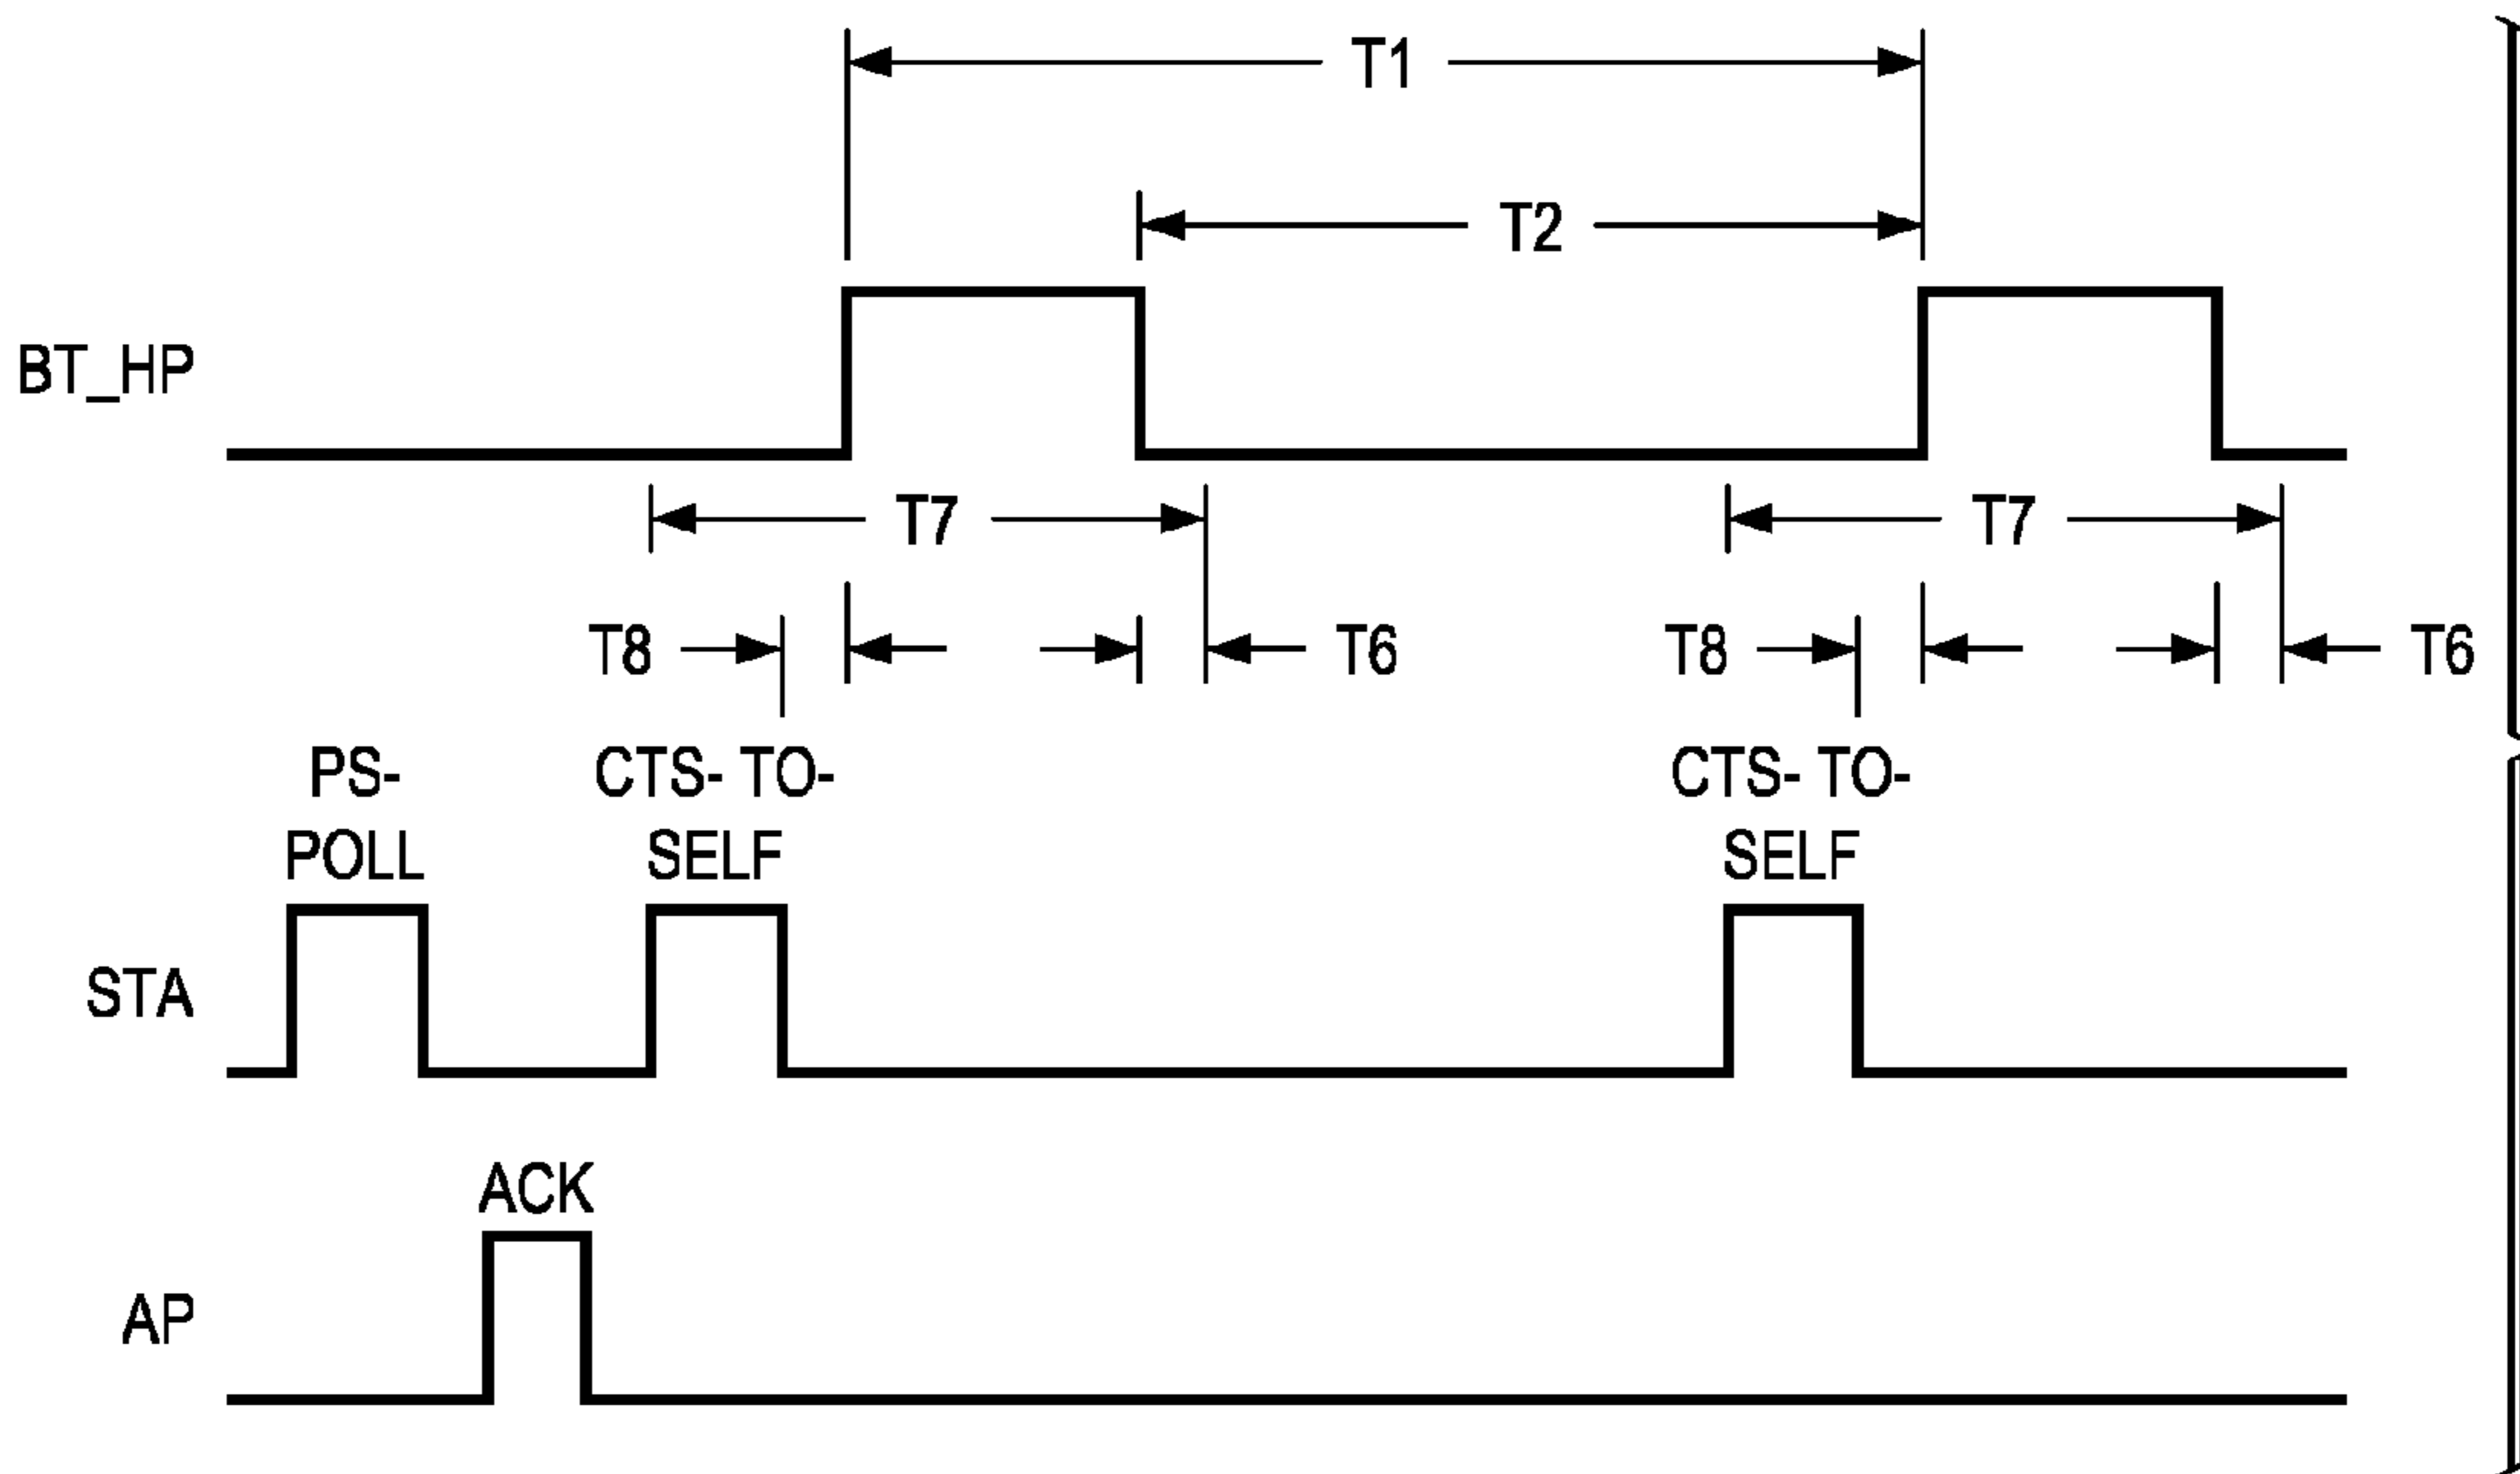 T1
T2
BT_HP
T7
T7
T8
T6
T8
T6
PS-
POLL
CTS- TO-
SELF
CTS- TO-
SELF
STA
ACK
AP